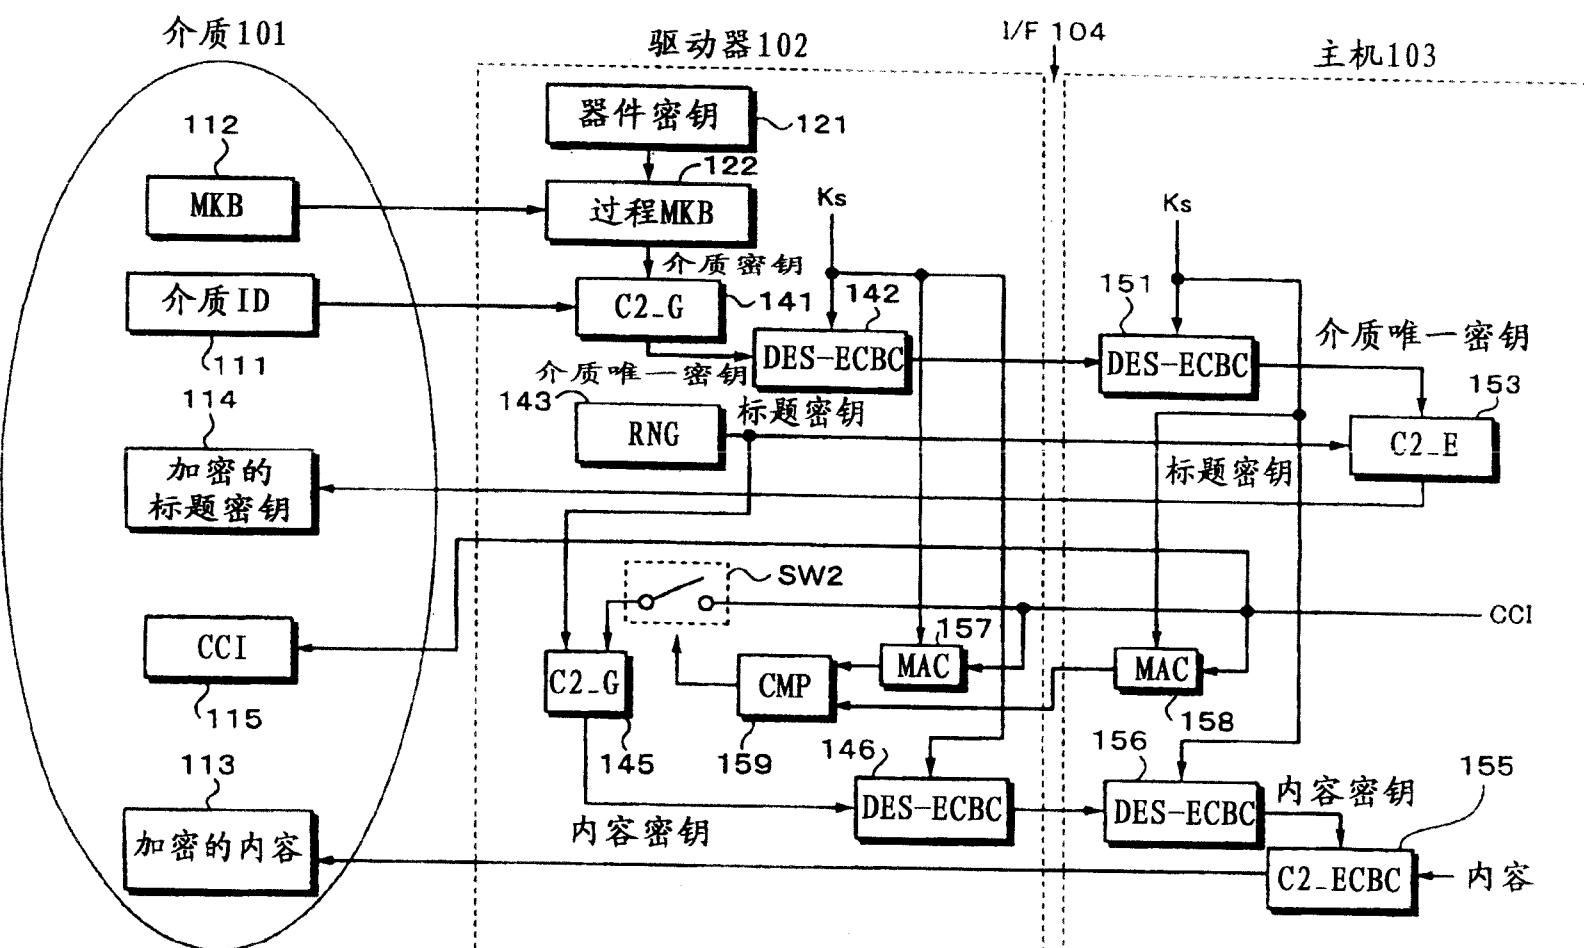 介质101
驱动器102
I/F 104
主机103
器件密钥
121
112
MKB
122
过程MKB
Ks
Ks
介质密钥
介质ID
111
C2_G
141
142
DES-ECBC
151
DES-ECBC
介质唯一密钥
介质唯一密钥
153
114
143
RNG
标题密钥
C2_E
标题密钥
加密的
标题密钥
SW2
CCI
CCI
115
157
MAC
MAC
158
C2_G
145
CMP
159
146
DES-ECBC
156
DES-ECBC
内容密钥
155
113
内容密钥
加密的内容
C2_ECBC
内容